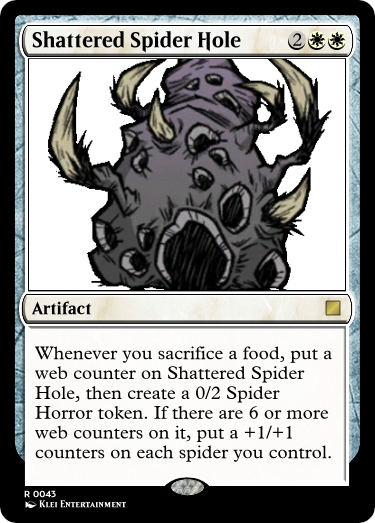 Shattered Spider Hole 2
Artifact
Whenever you sacrifice a food, put a
web counter on Shattered Spider
Hole, then create a 0/2 Spider
Horror token. If there are 6 or more
web counters on it, put a +1/+1
counters on each spider you control.
R 0043
Klei Entertainment